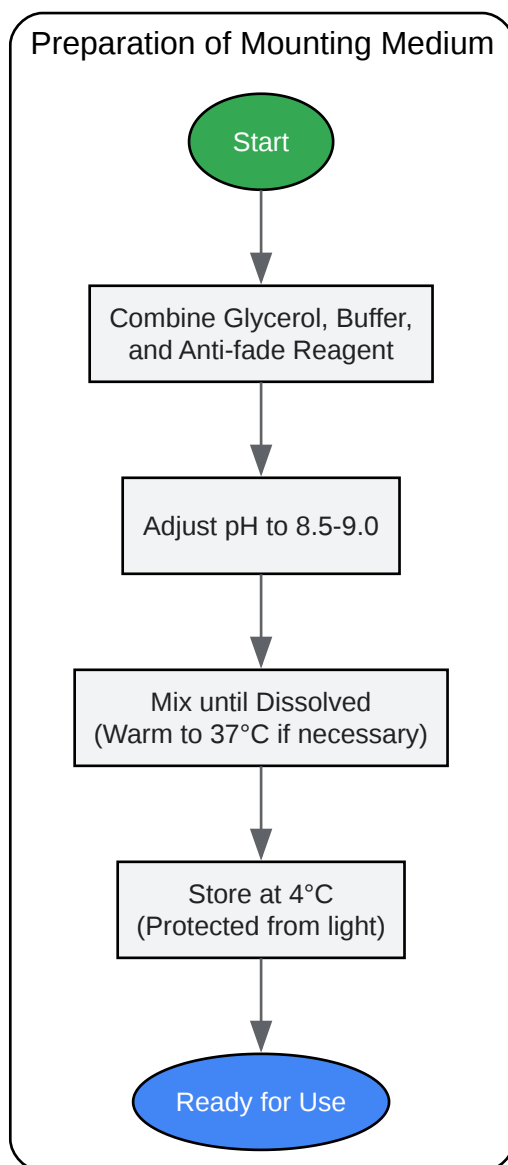 Preparation of Mounting Medium
Start
Combine Glycerol, Buffer,
and Anti-fade Reagent
Adjust pH to 8.5-9.0
Mix until Dissolved
(Warm to 37°C if necessary)
Store at 4°C
(Protected from light)
Ready for Use